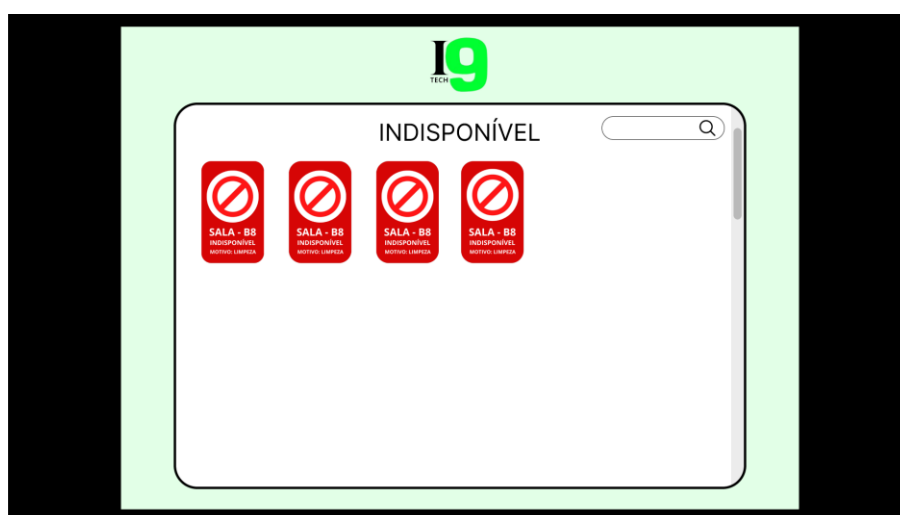 I9
TECH
INDISPONÍVEL
SALA - B8
INDISPONÍVEL
MOTIVO: LIMPEZA
SALA - B8
INDISPONÍVEL
MOTIVO: LIMPEZA
SALA - B8
INDISPONÍVEL
MOTIVO: LIMPEZA
SALA - B8
INDISPONÍVEL
MOTIVO: LIMPEZA